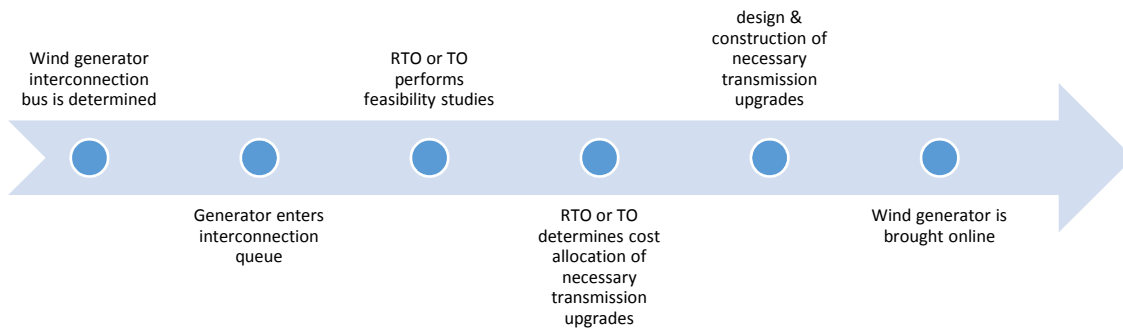 Wind generator
interconnection
bus is determined
Generator enters
interconnection
queue
RTO or TO
performs
feasibility studies
RTO or TO
determines cost
allocation of
necessary
transmission
upgrades
design &
construction of
necessary
transmission
upgrades
Wind generator is
brought online